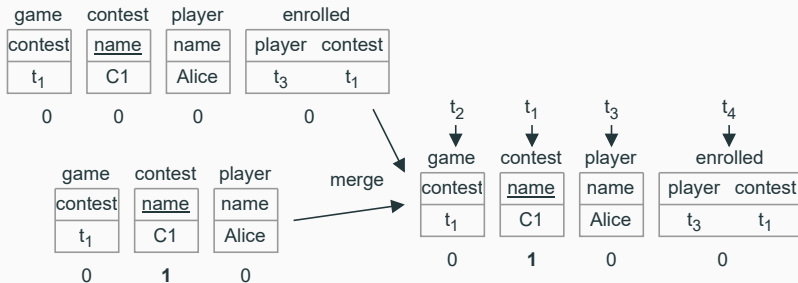 game contest player enrolled
contest name name player contest
t1 C1 Alice t3 t1
0 0 0 0
game contest player
contest name name
t1 C1 Alice
0 1 0
merge
t2 t1 t3 t4
game contest player enrolled
contest name name player contest
t1 C1 Alice t3 t1
0 1 0 0